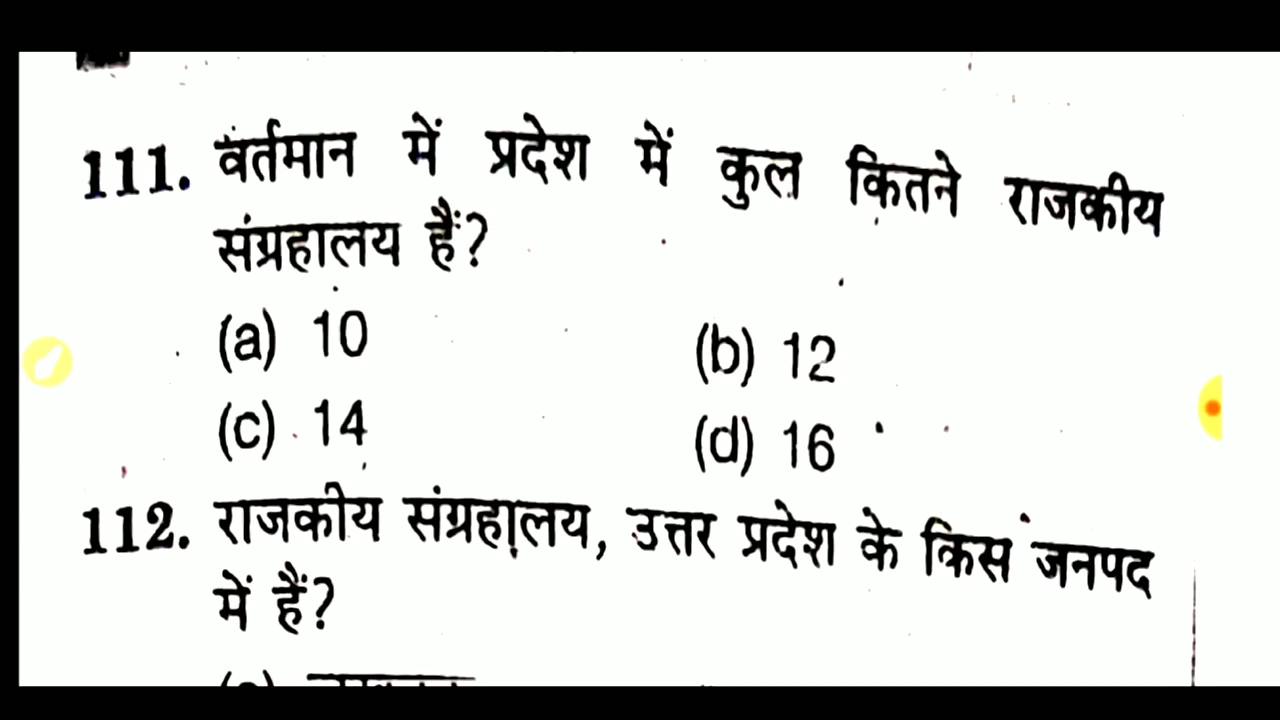 111. वर्तमान में प्रदेश में कुल कितने राजकीय
संग्रहालय हैं?
(a) 10 (b) 12
(c) 14 (d) 16
112. राजकीय संग्रहालय, उत्तर प्रदेश के किस जनपद
में हैं?